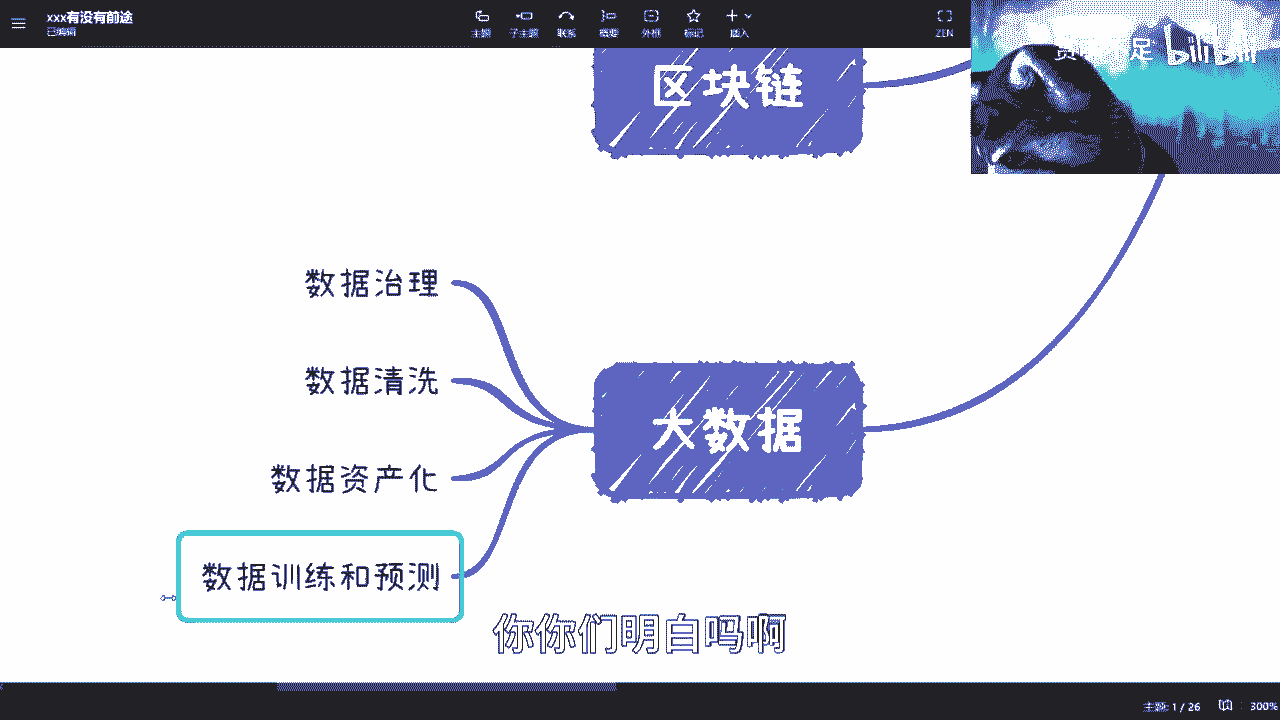 xxx有没有前途
已编辑
主题
子主题
联系
概要
外框
标记
插入
ZEN
足 bilibili
区块链
数据治理
数据清洗
大数据
数据资产化
数据训练和预测
你你们明白吗啊
主题: 1 / 26
300%